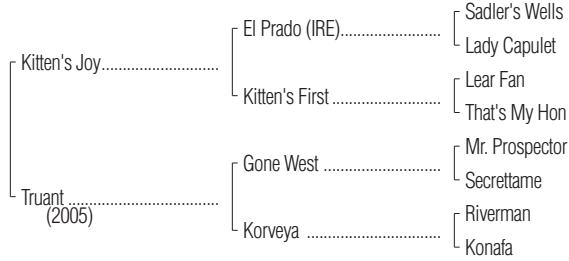 Sadler's Wells
El Prado (IRE)
Lady Capulet
Kitten's Joy
Lear Fan
Kitten's First
That's My Hon
Mr. Prospector
Gone West
Secrettame
Truant
(2005)
Riverman
Korveya
Konafa